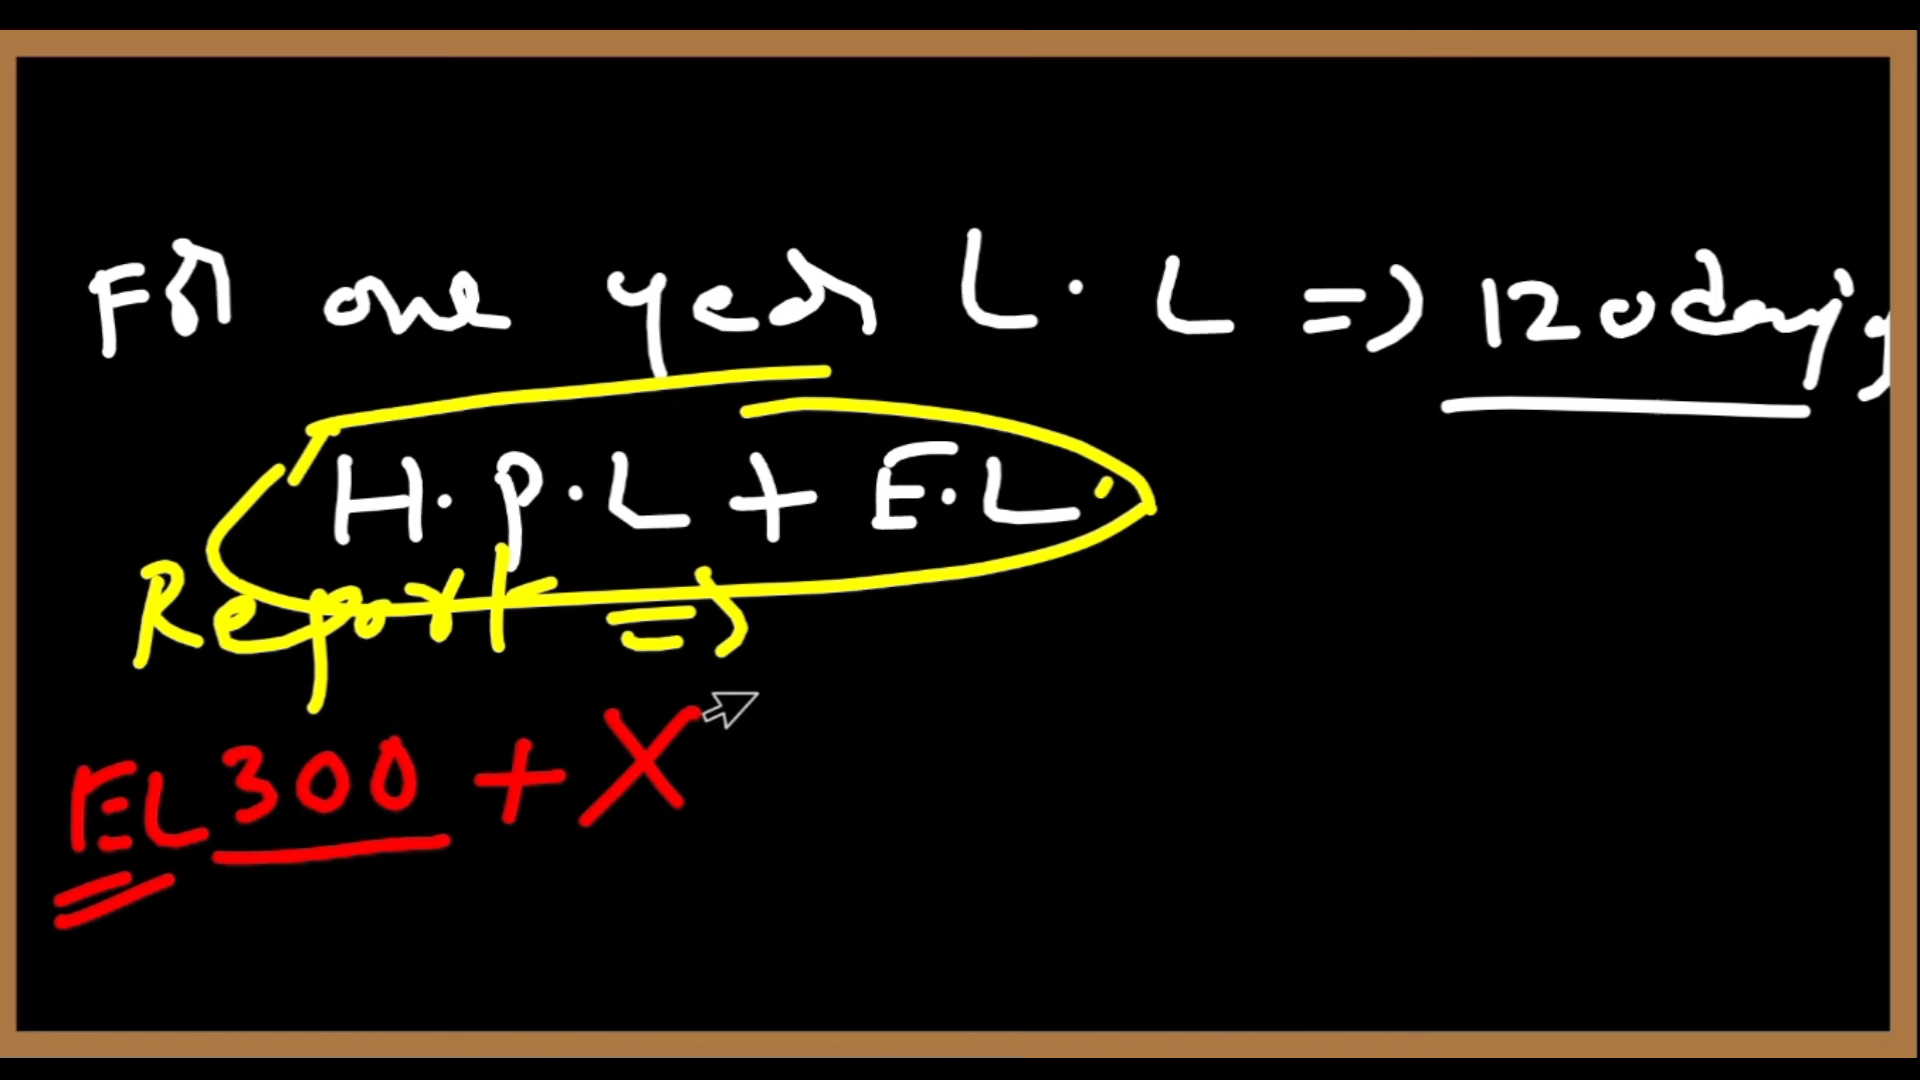 For one year L.L => 120 days
H.P.L + E.L.
Report =>
EL 300 + X